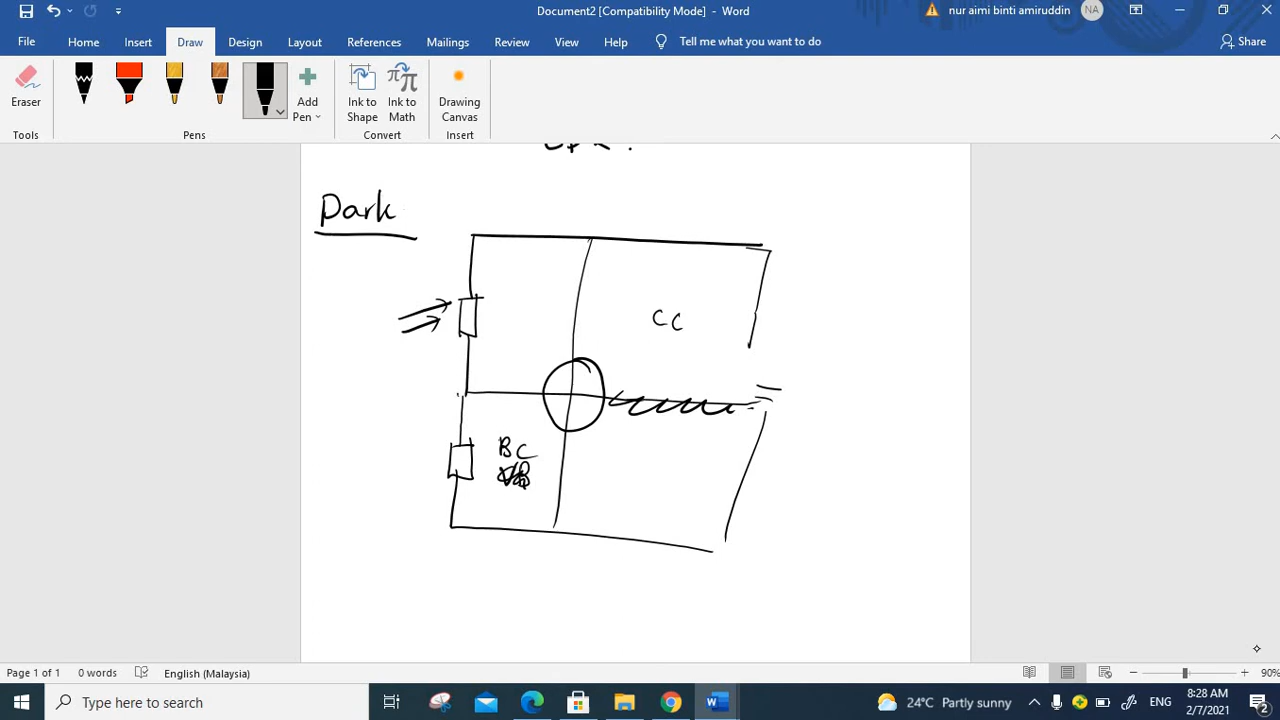 Document2 [Compatibility Mode] - Word
nur aimi binti amiruddin
NA
File
Home
Insert
Draw
Design
Layout
References
Mailings
Review
View
Help
Tell me what you want to do
Share
Eraser
Ink to Shape
Ink to Math
Add Pen
Drawing Canvas
Tools
Pens
Convert
Insert
Dark
CC
BC
Page 1 of 1
0 words
English (Malaysia)
90%
Type here to search
24°C Partly sunny
ENG
8:28 AM
2/7/2021
2